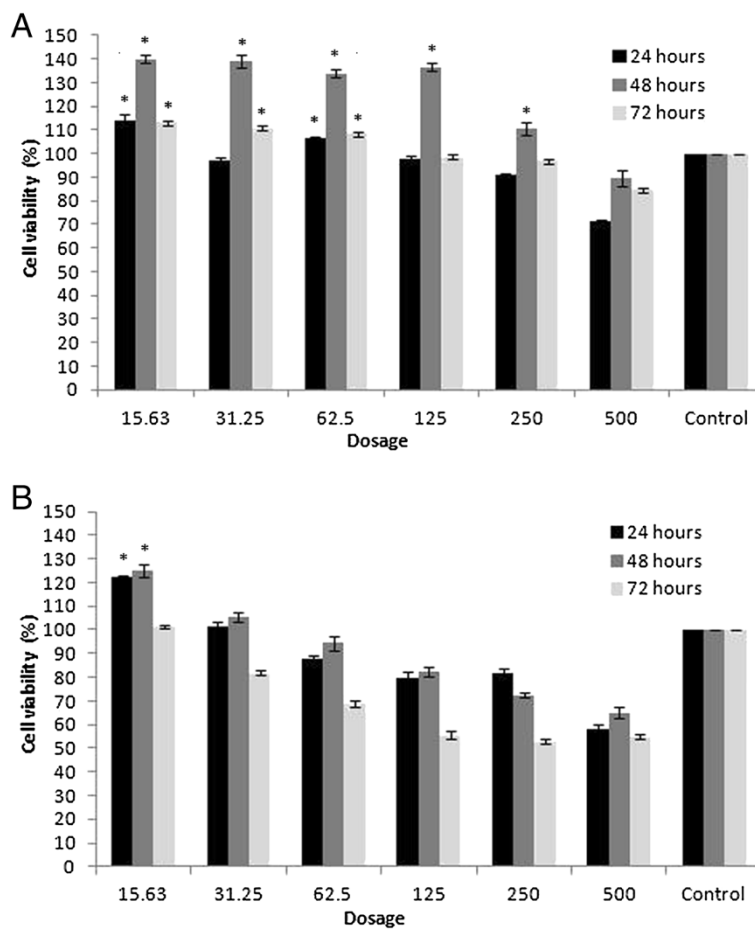 A
Cell viability (%)
150
140
130
120
110
100
90
80
70
60
50
40
30
20
10
0
* * *
* *
* * *
*
*
24 hours
48 hours
72 hours
15.63 31.25 62.5 125 250 500 Control
Dosage
B
Cell viability (%)
150
140
130
120
110
100
90
80
70
60
50
40
30
20
10
0
* *
24 hours
48 hours
72 hours
15.63 31.25 62.5 125 250 500 Control
Dosage